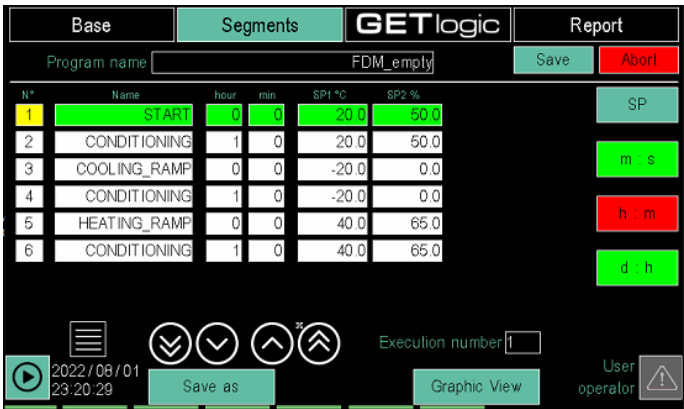 Base Segments GETlogic Report
Program name FDM_empty Save Abort
N° Name hour min SP1 °C SP2 % SP
1 START 0 0 20.0 50.0
2 CONDITIONING 1 0 20.0 50.0
m : s
3 COOLING_RAMP 0 0 -20.0 0.0
4 CONDITIONING 1 0 -20.0 0.0
h : m
5 HEATING_RAMP 0 0 40.0 65.0
6 CONDITIONING 1 0 40.0 65.0
d : h
Execution number 1
2022/08/01
23:20:29
Save as Graphic View
User
operator